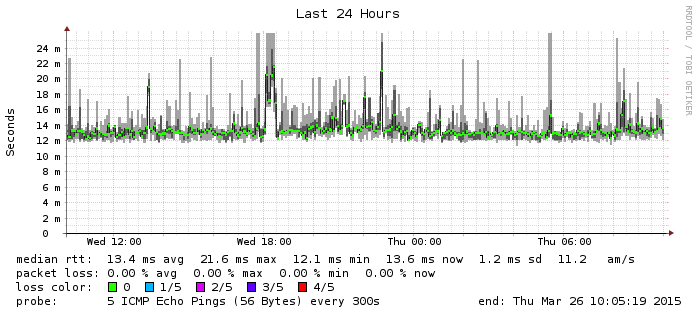 Last 24 Hours
RRDTOOL / TOBI OETIKER
Seconds
24 m
22 m
20 m
18 m
16 m
14 m
12 m
10 m
8 m
6 m
4 m
2 m
0
Wed 12:00 Wed 18:00 Thu 00:00 Thu 06:00
median rtt: 13.4 ms avg 21.6 ms max 12.1 ms min 13.6 ms now 1.2 ms sd 11.2 am/s
packet loss: 0.00 % avg 0.00 % max 0.00 % min 0.00 % now
loss color: 0 1/5 2/5 3/5 4/5
probe: 5 ICMP Echo Pings (56 Bytes) every 300s end: Thu Mar 26 10:05:19 2015